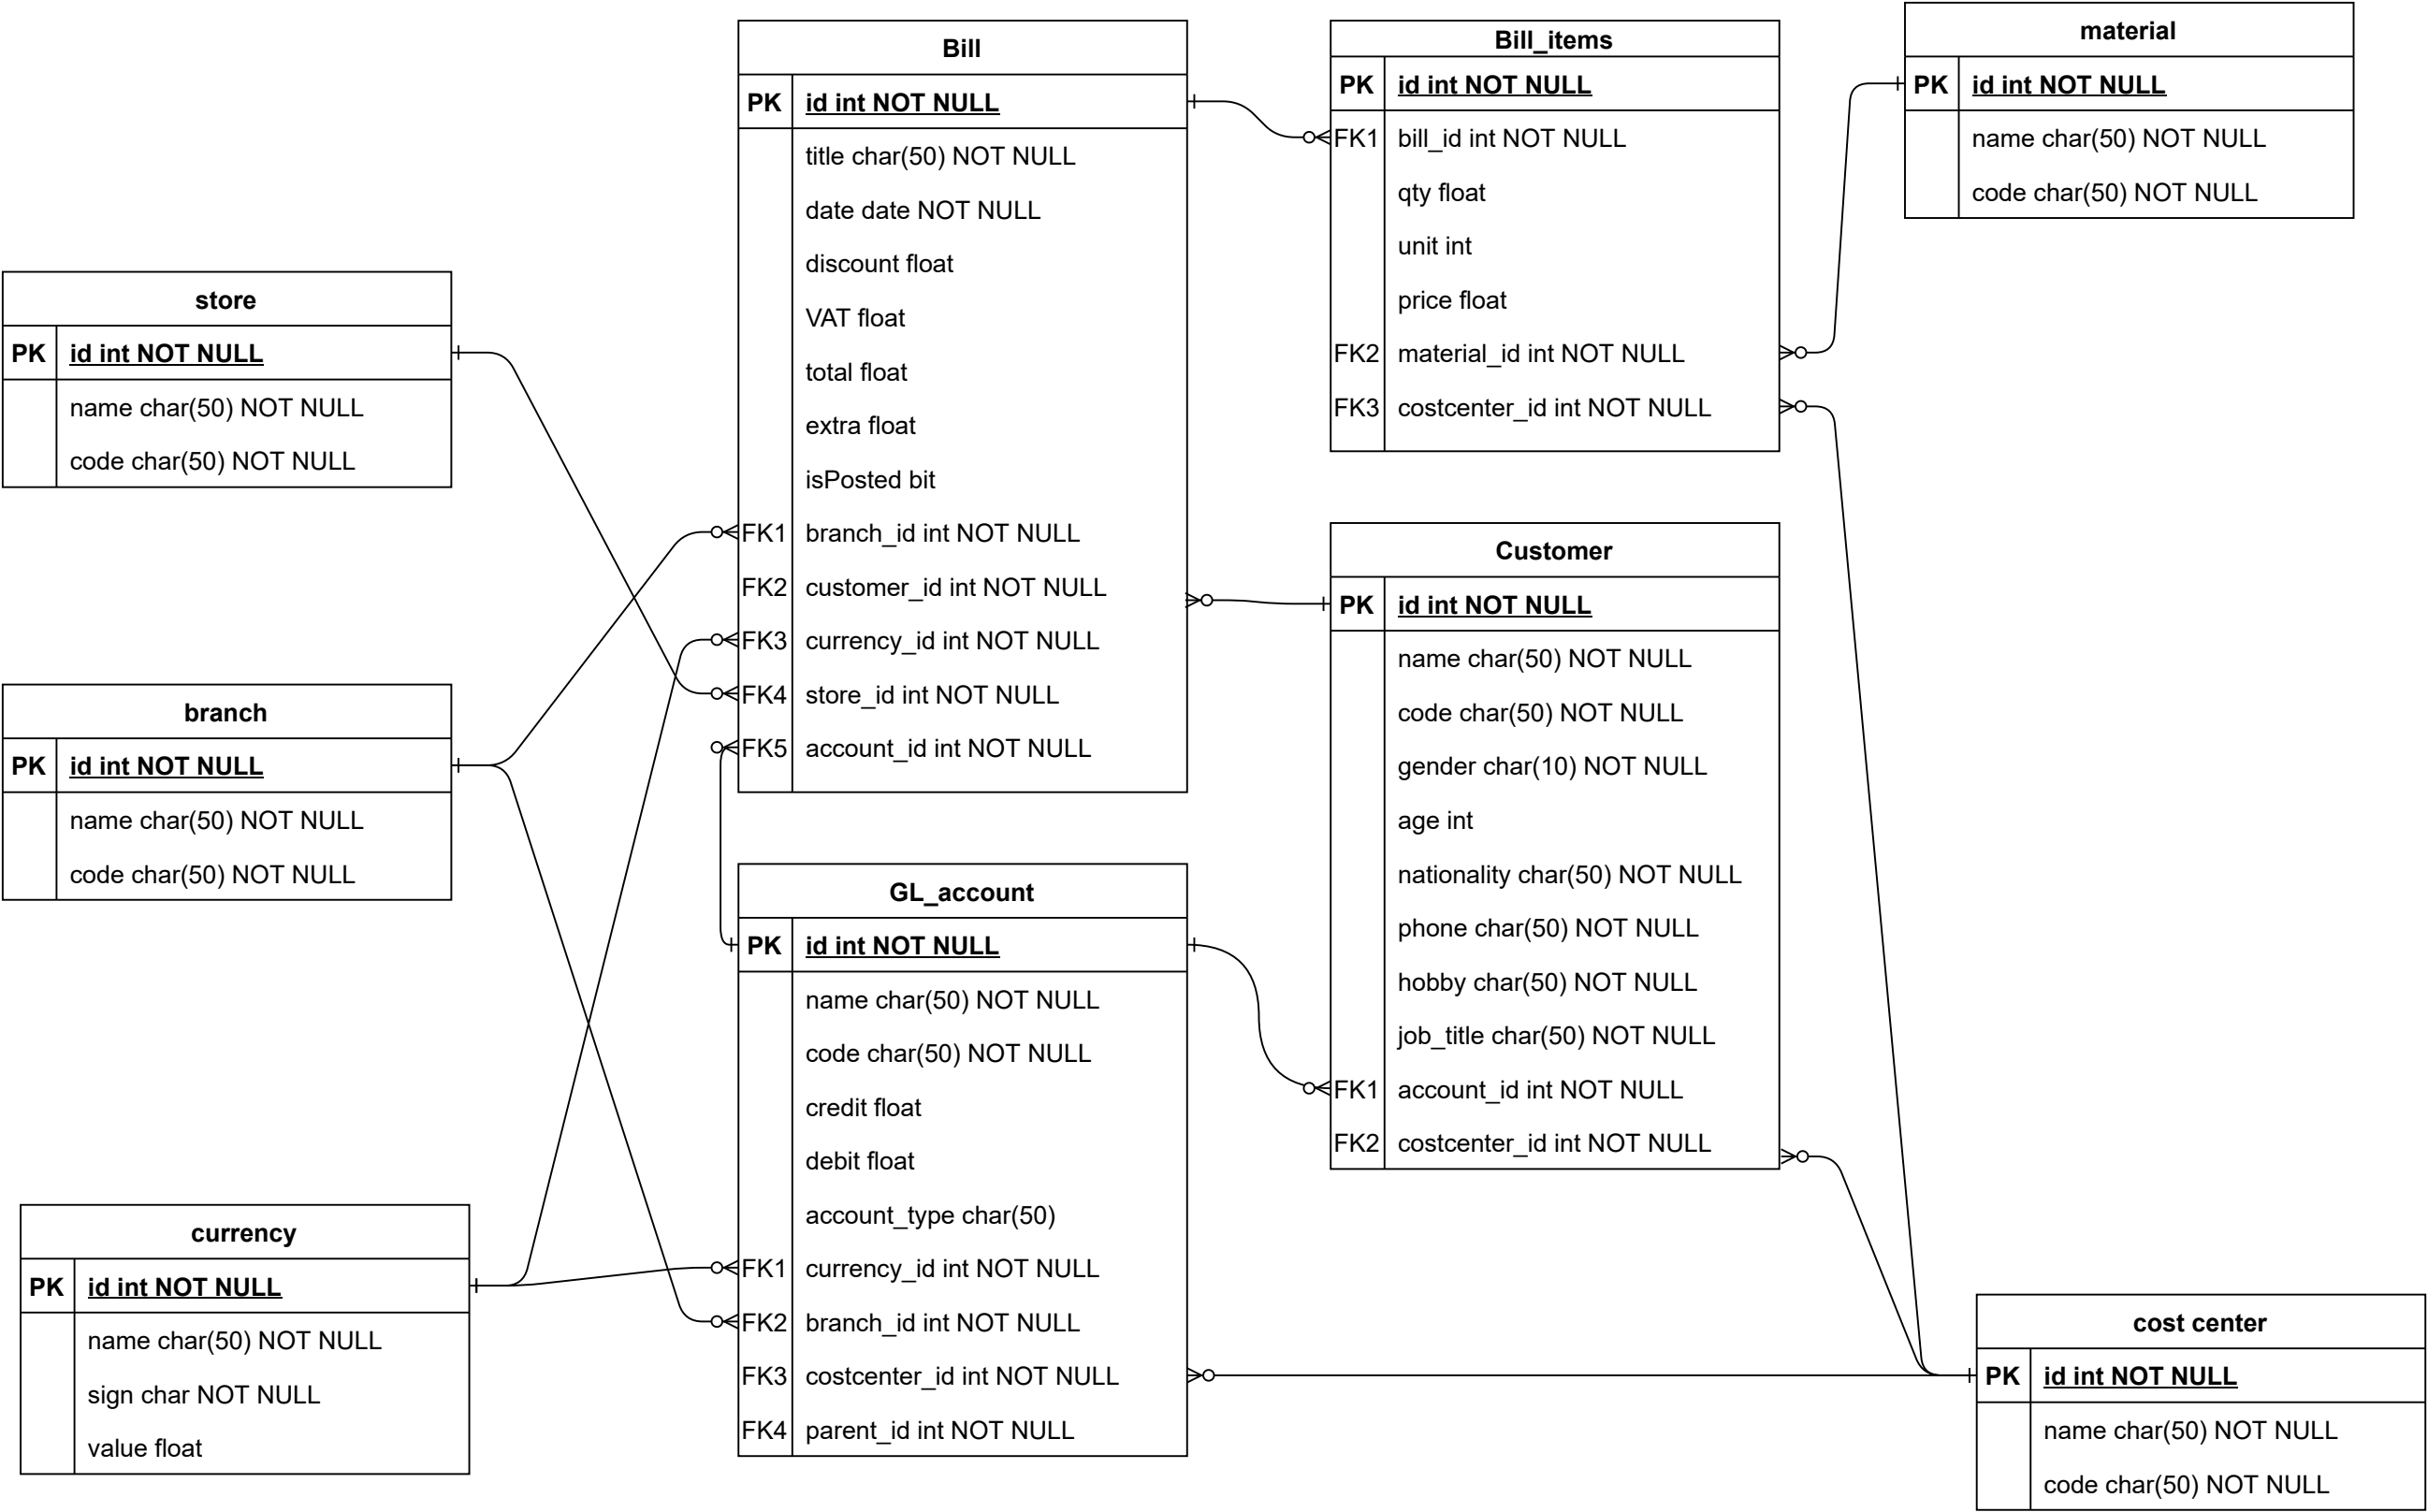 Bill
PK id int NOT NULL
title char(50) NOT NULL
date date NOT NULL
discount float
VAT float
total float
extra float
isPosted bit
FK1 branch_id int NOT NULL
FK2 customer_id int NOT NULL
FK3 currency_id int NOT NULL
FK4 store_id int NOT NULL
FK5 account_id int NOT NULL
Bill_items
PK id int NOT NULL
FK1 bill_id int NOT NULL
qty float
unit int
price float
FK2 material_id int NOT NULL
FK3 costcenter_id int NOT NULL
material
PK id int NOT NULL
name char(50) NOT NULL
code char(50) NOT NULL
store
PK id int NOT NULL
name char(50) NOT NULL
code char(50) NOT NULL
Customer
PK id int NOT NULL
name char(50) NOT NULL
code char(50) NOT NULL
gender char(10) NOT NULL
age int
nationality char(50) NOT NULL
phone char(50) NOT NULL
hobby char(50) NOT NULL
job_title char(50) NOT NULL
FK1 account_id int NOT NULL
FK2 costcenter_id int NOT NULL
branch
PK id int NOT NULL
name char(50) NOT NULL
code char(50) NOT NULL
GL_account
PK id int NOT NULL
name char(50) NOT NULL
code char(50) NOT NULL
credit float
debit float
account_type char(50)
FK1 currency_id int NOT NULL
FK2 branch_id int NOT NULL
FK3 costcenter_id int NOT NULL
FK4 parent_id int NOT NULL
currency
PK id int NOT NULL
name char(50) NOT NULL
sign char NOT NULL
value float
cost center
PK id int NOT NULL
name char(50) NOT NULL
code char(50) NOT NULL